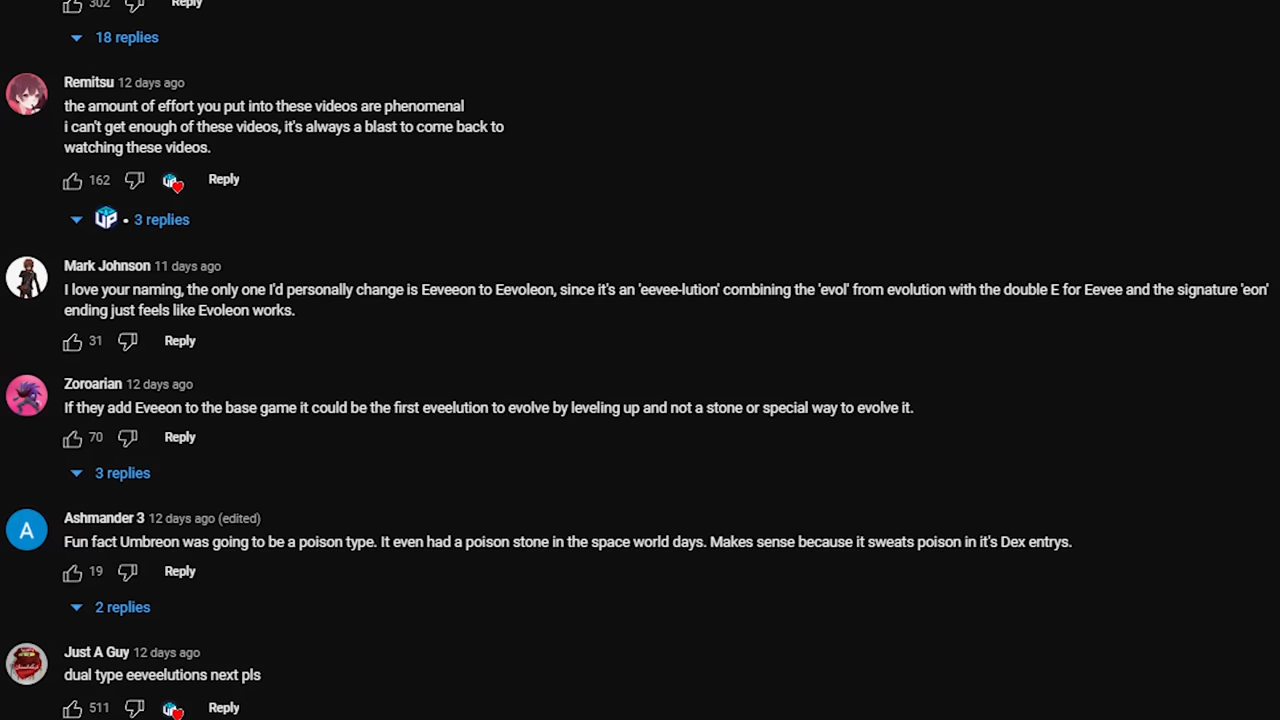 302 Reply
18 replies
Remitsu 12 days ago
the amount of effort you put into these videos are phenomenal
i can't get enough of these videos, it's always a blast to come back to
watching these videos.
162 UP Reply
UP • 3 replies
Mark Johnson 11 days ago
I love your naming, the only one I'd personally change is Eeveeon to Eevoleon, since it's an 'eevee-lution' combining the 'evol' from evolution with the double E for Eevee and the signature 'eon'
ending just feels like Evoleon works.
31 Reply
Zoroarian 12 days ago
If they add Eveeon to the base game it could be the first eveelution to evolve by leveling up and not a stone or special way to evolve it.
70 Reply
3 replies
A
Ashmander 3 12 days ago (edited)
Fun fact Umbreon was going to be a poison type. It even had a poison stone in the space world days. Makes sense because it sweats poison in it's Dex entrys.
19 Reply
2 replies
Just A Guy 12 days ago
dual type eeveelutions next pls
511 UP Reply